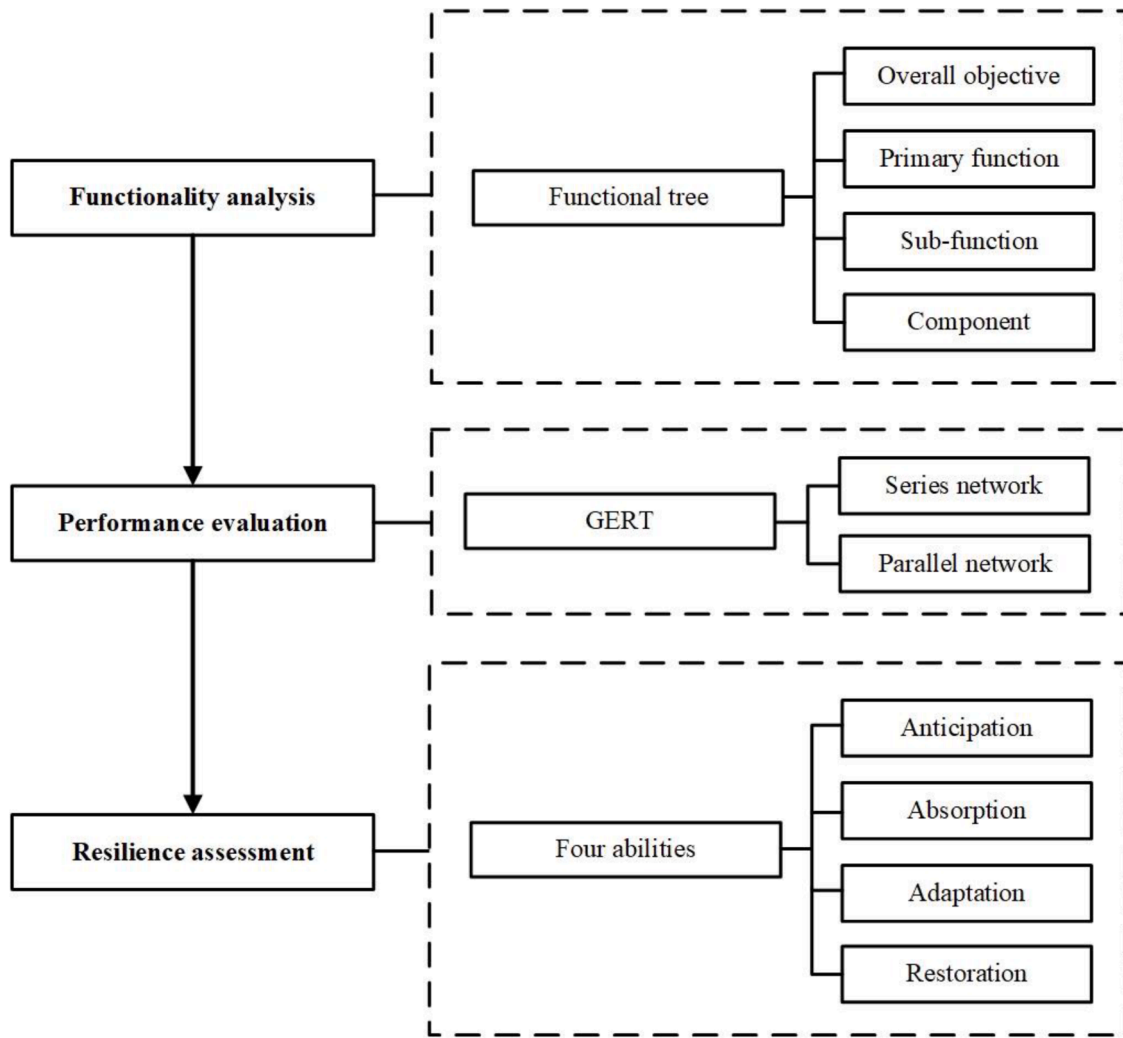 Functionality analysis
Functional tree
Overall objective
Primary function
Sub-function
Component
Performance evaluation
GERT
Series network
Parallel network
Resilience assessment
Four abilities
Anticipation
Absorption
Adaptation
Restoration